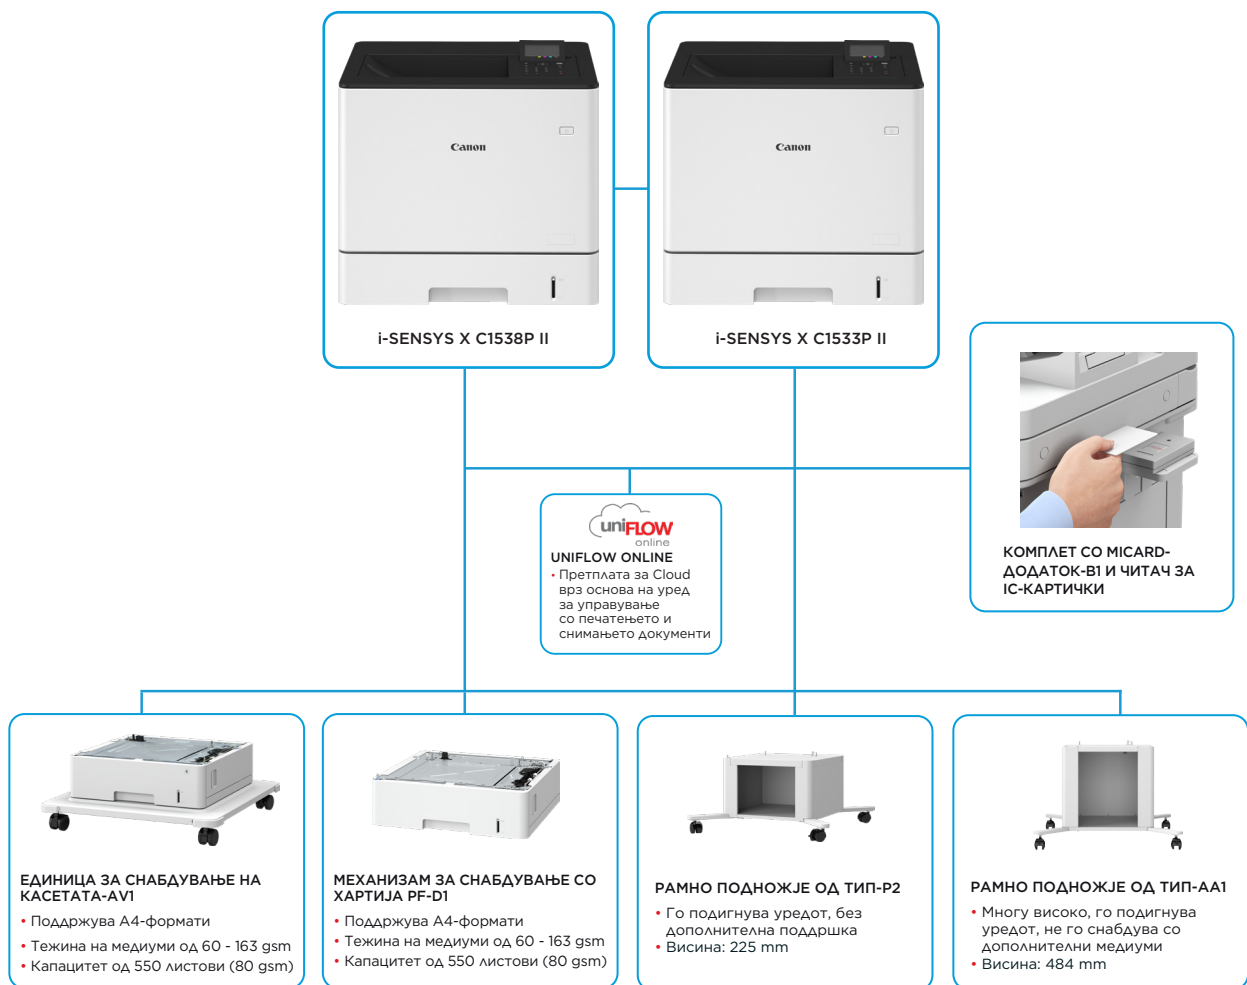 Canon
Canon
i-SENSYS X C1538P II
i-SENSYS X C1533P II
КОМПЛЕТ СО MICARD-
ДОДАТОК-B1 И ЧИТАЧ ЗА
IC-КАРТИЧКИ
uniFLOW
online
UNIFLOW ONLINE
• Претплата за Cloud
врз основа на уред
за управување
со печатењето и
снимањето документи
ЕДИНИЦА ЗА СНАБДУВАЊЕ НА
КАСЕТАТА-AV1
• Поддржува A4-формати
• Тежина на медиуми од 60 - 163 gsm
• Капацитет од 550 листови (80 gsm)
МЕХАНИЗАМ ЗА СНАБДУВАЊЕ СО
ХАРТИЈА PF-D1
• Поддржува A4-формати
• Тежина на медиуми од 60 - 163 gsm
• Капацитет од 550 листови (80 gsm)
РАМНО ПОДНОЖЈЕ ОД ТИП-P2
• Го подигнува уредот, без
дополнителна поддршка
• Висина: 225 mm
РАМНО ПОДНОЖЈЕ ОД ТИП-AA1
• Многу високо, го подигнува
уредот, не го снабдува со
дополнителни медиуми
• Висина: 484 mm